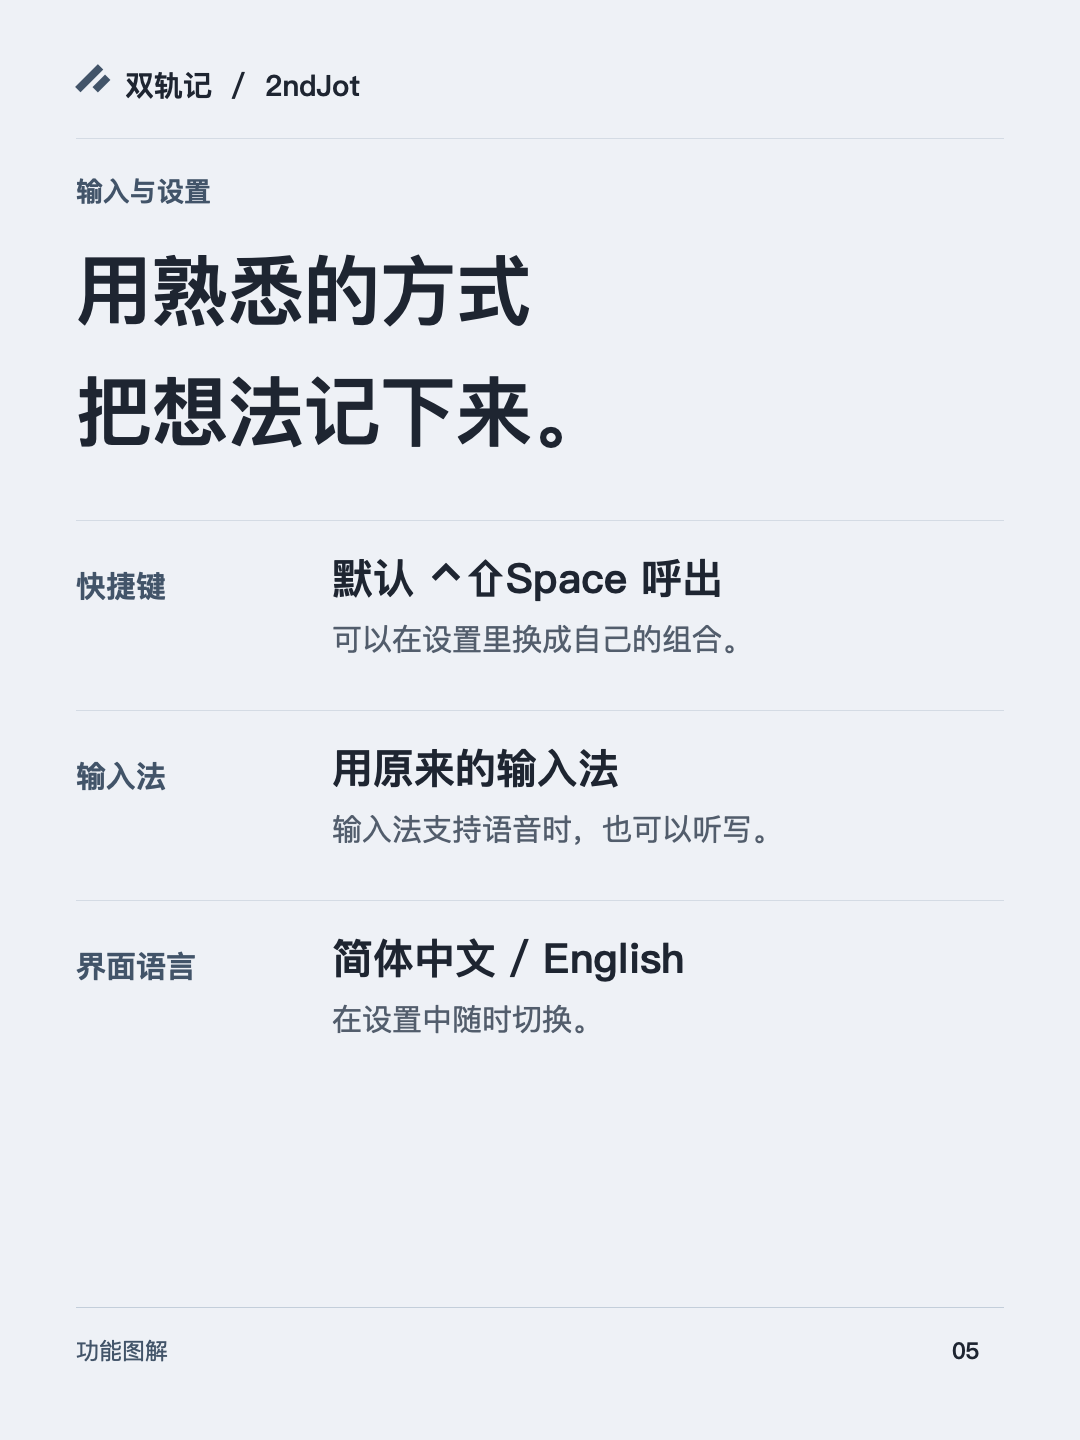 双轨记 / 2ndJot
输入与设置
用熟悉的方式
把想法记下来。
快捷键
默认 ⌃⇧Space 呼出
可以在设置里换成自己的组合。
输入法
用原来的输入法
输入法支持语音时，也可以听写。
界面语言
简体中文 / English
在设置中随时切换。
功能图解
05